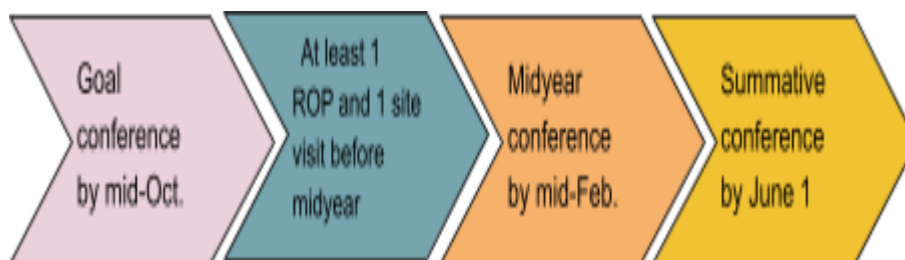 Goal
conference
by mid-Oct.
At least 1
ROP and 1 site
visit before
midyear
Midyear
conference
by mid-Feb.
Summative
conference
by June 1